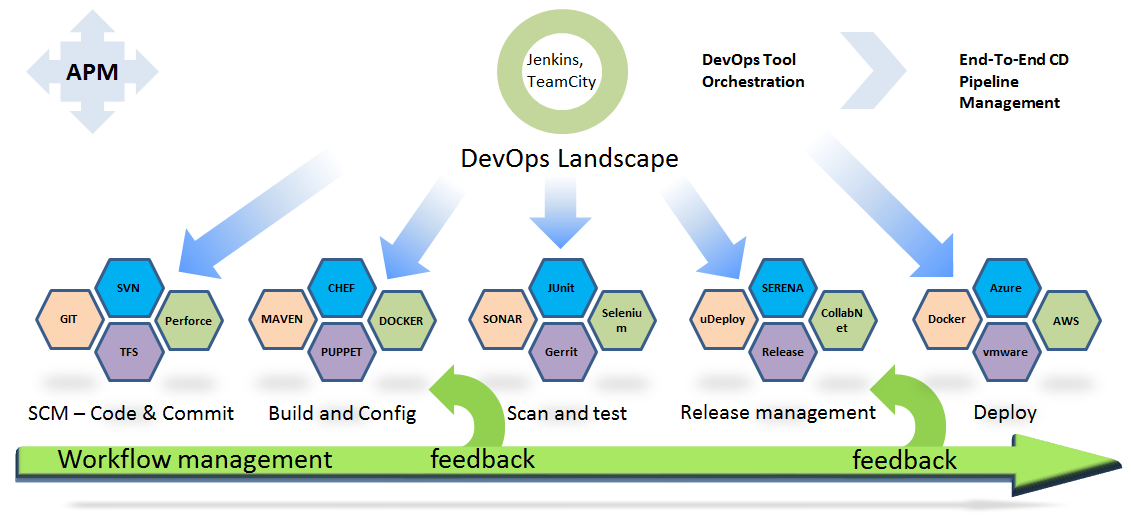 APM
Jenkins,
TeamCity
DevOps Tool
Orchestration
End-To-End CD
Pipeline
Management
DevOps Landscape
GIT
SVN
TFS
Perforce
MAVEN
CHEF
PUPPET
DOCKER
SONAR
JUnit
Gerrit
Seleniu
m
uDeploy
SERENA
Release
CollabN
et
Docker
Azure
vmware
AWS
SCM – Code & Commit
Build and Config
Scan and test
Release management
Deploy
Workflow management
feedback
feedback